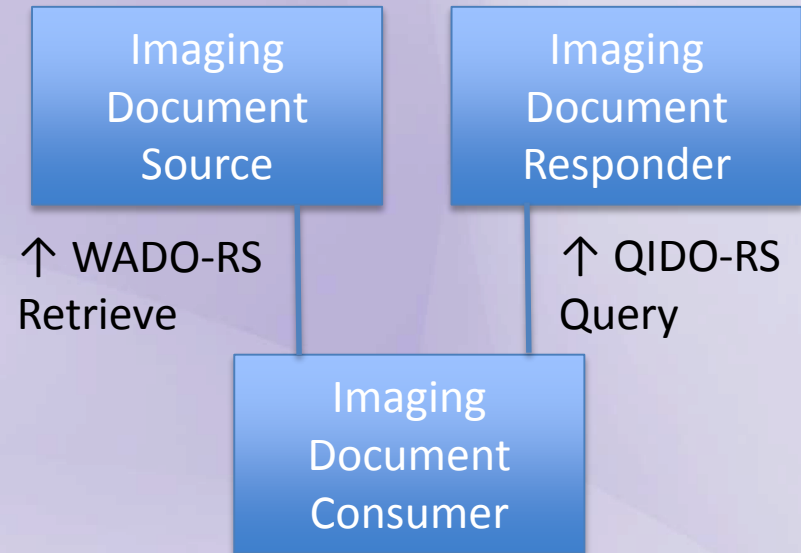 Imaging
Document
Source
Imaging
Document
Responder
↑ WADO-RS
Retrieve
↑ QIDO-RS
Query
Imaging
Document
Consumer